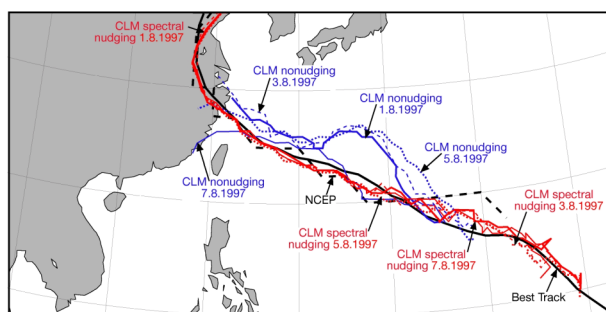 CLM spectral
nudging 1.8.1997
CLM nonudging
3.8.1997
CLM nonudging
1.8.1997
CLM nonudging
5.8.1997
CLM nonudging
7.8.1997
NCEP
CLM spectral
nudging 3.8.1997
CLM spectral
nudging 5.8.1997
CLM spectral
nudging 7.8.1997
Best Track